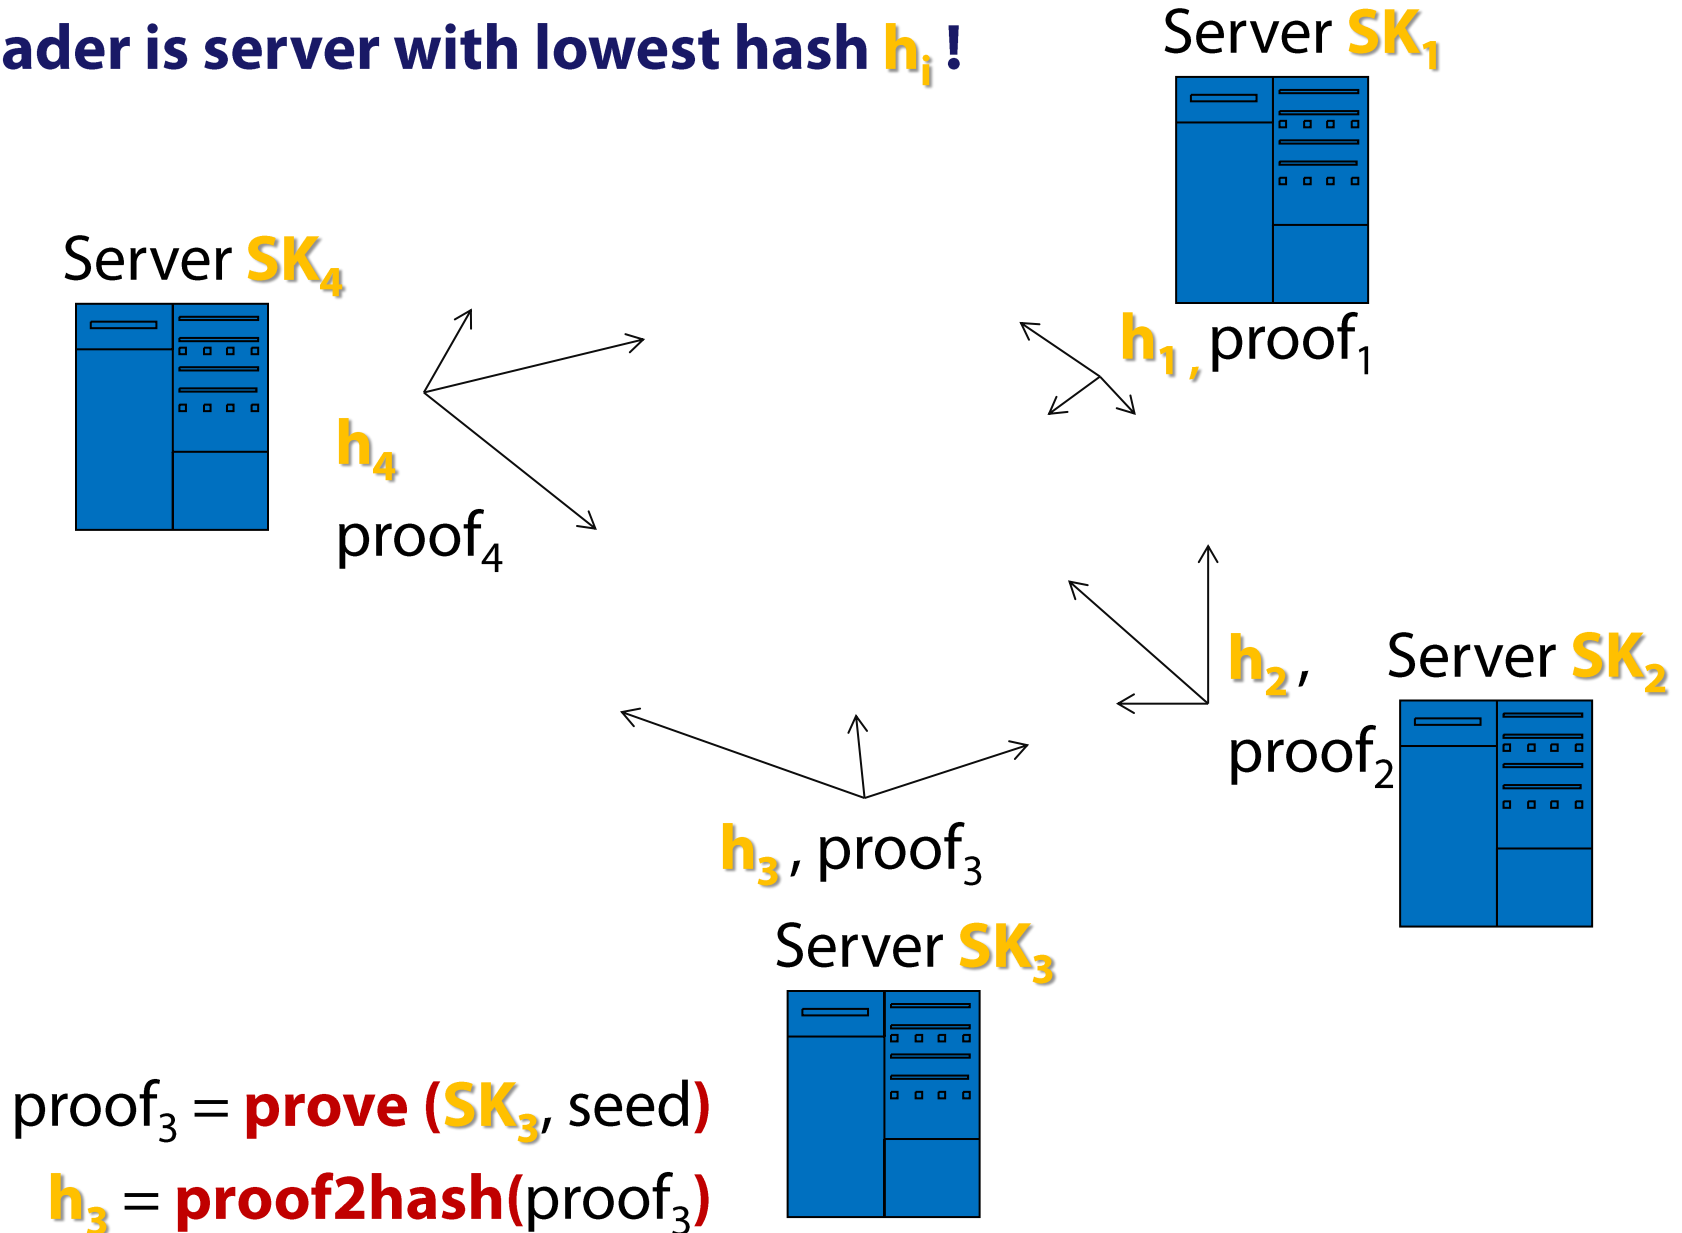 ader is server with lowest hash hᵢ !
Server SK₁
Server SK₄
h₁, proof₁
h₄
proof₄
h₂,
proof₂
Server SK₂
h₃, proof₃
Server SK₃
proof₃ = prove (SK₃, seed)
h₃ = proof2hash(proof₃)